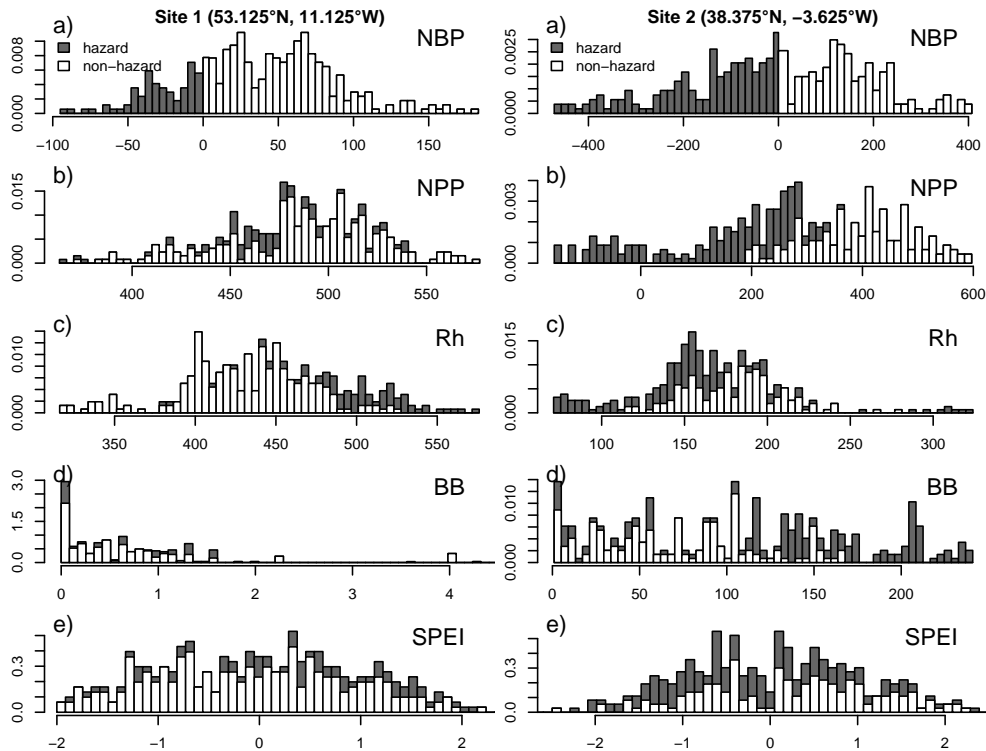 Site 1 (53.125°N, 11.125°W)
a)
NBP
hazard
non−hazard
0.000
0.008
−100 −50 0 50 100 150
b)
NPP
0.000
0.015
400 450 500 550
c)
Rh
0.000
0.010
350 400 450 500 550
d)
BB
0.0
1.5
3.0
0 1 2 3 4
e)
SPEI
0.0
0.3
−2 −1 0 1 2
Site 2 (38.375°N, −3.625°W)
a)
NBP
hazard
non−hazard
0.0000
0.0025
−400 −200 0 200 400
b)
NPP
0.000
0.003
0 200 400 600
c)
Rh
0.000
0.015
100 150 200 250 300
d)
BB
0.000
0.010
0 50 100 150 200
e)
SPEI
0.0
0.3
−2 −1 0 1 2